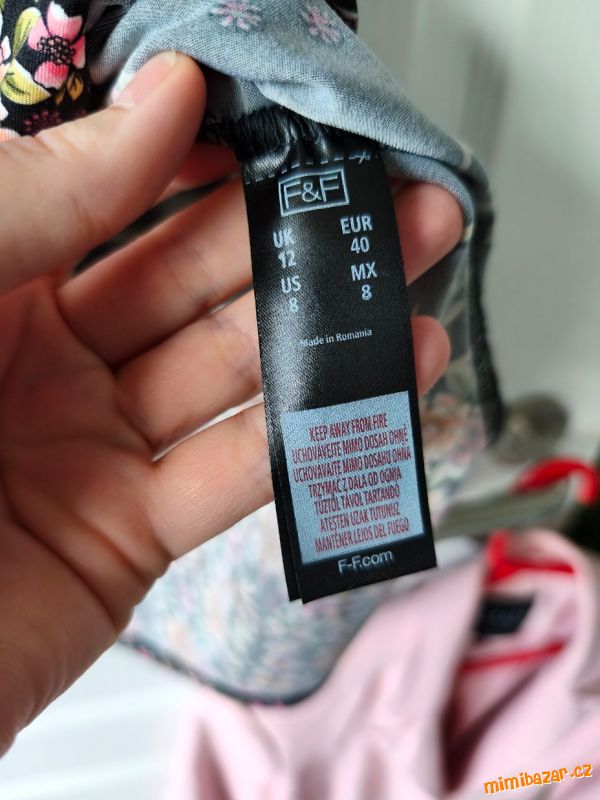 F&F
UK EUR
12 40
US MX
8 8
Made in Romania
KEEP AWAY FROM FIRE
UCHOVÁVEJTE MIMO DOSAH OHNĚ
UCHOVÁVAJTE MIMO DOSAHU OHŇA
TRZYMAĆ Z DALA OD OGNIA
TŰZTŐL TÁVOL TARTANDÓ
ATEŞTEN UZAK TUTUNUZ
MANTENER LEJOS DEL FUEGO
F-F.com
mimibazar.cz